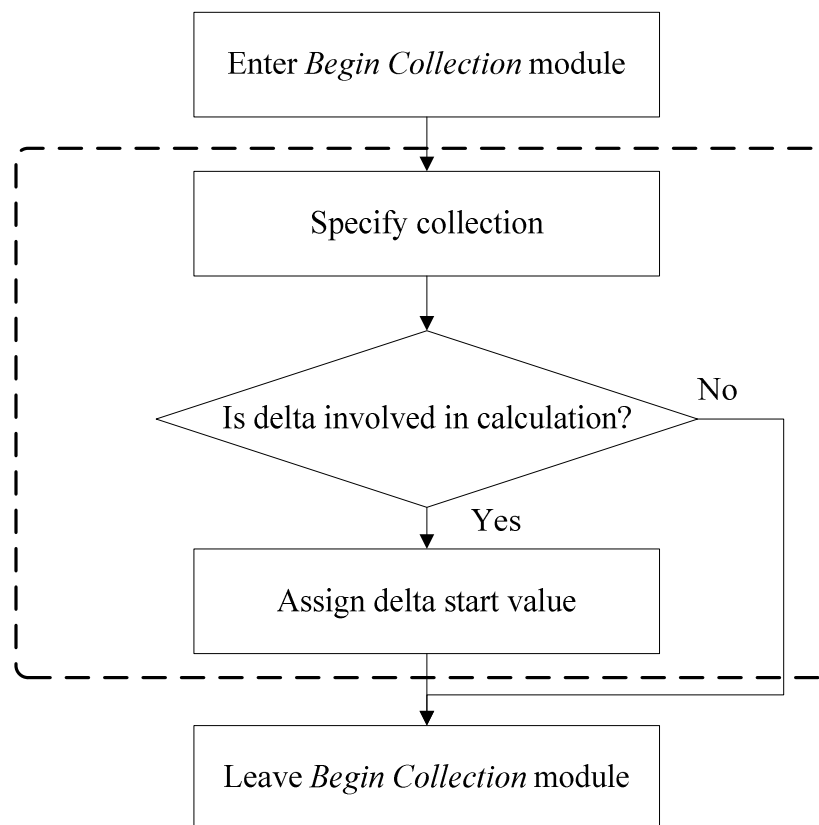 Enter Begin Collection module
Specify collection
Is delta involved in calculation?
No
Yes
Assign delta start value
Leave Begin Collection module